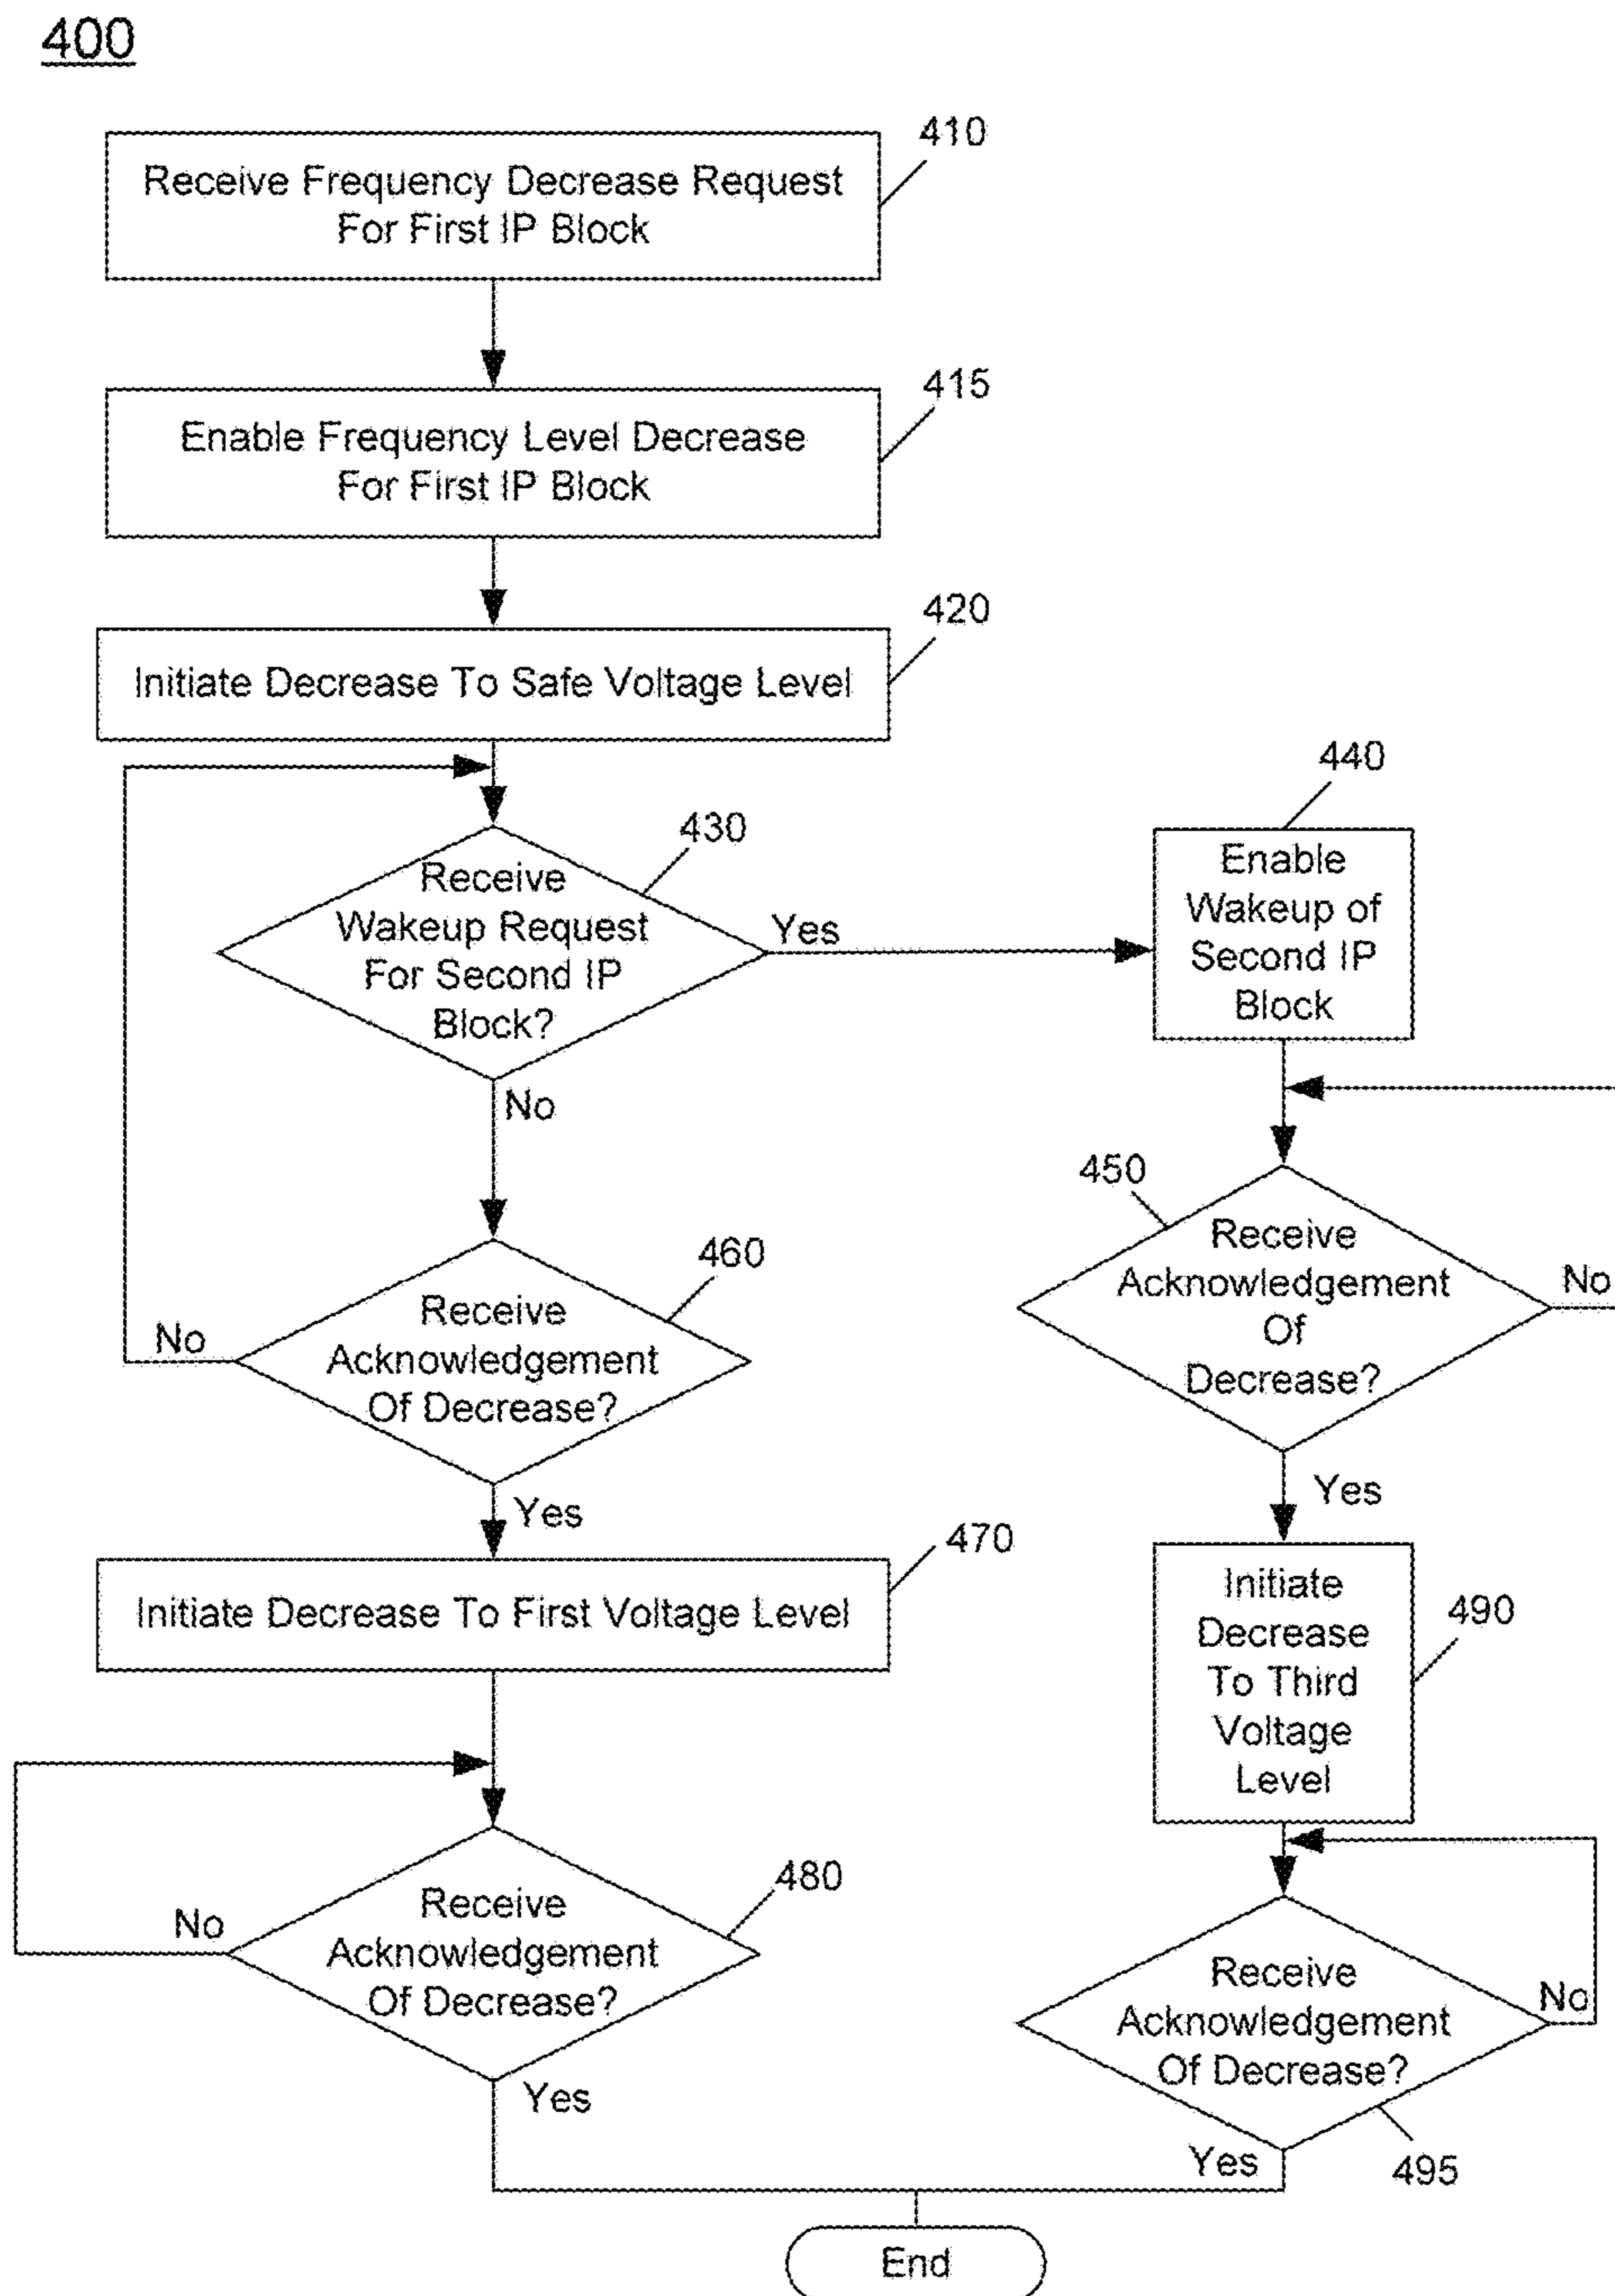 400
410
Receive Frequency Decrease Request
For First IP Block
415
Enable Frequency Level Decrease
For First IP Block
420
Initiate Decrease To Safe Voltage Level
430
Receive
Wakeup Request
For Second IP
Block?
Yes
No
440
Enable
Wakeup of
Second IP
Block
450
Receive
Acknowledgement
Of
Decrease?
No
Yes
460
Receive
Acknowledgement
Of Decrease?
No
Yes
470
Initiate Decrease To First Voltage Level
480
Receive
Acknowledgement
Of Decrease?
No
Yes
490
Initiate
Decrease
To Third
Voltage
Level
Receive
Acknowledgement
Of Decrease?
No
Yes
495
End